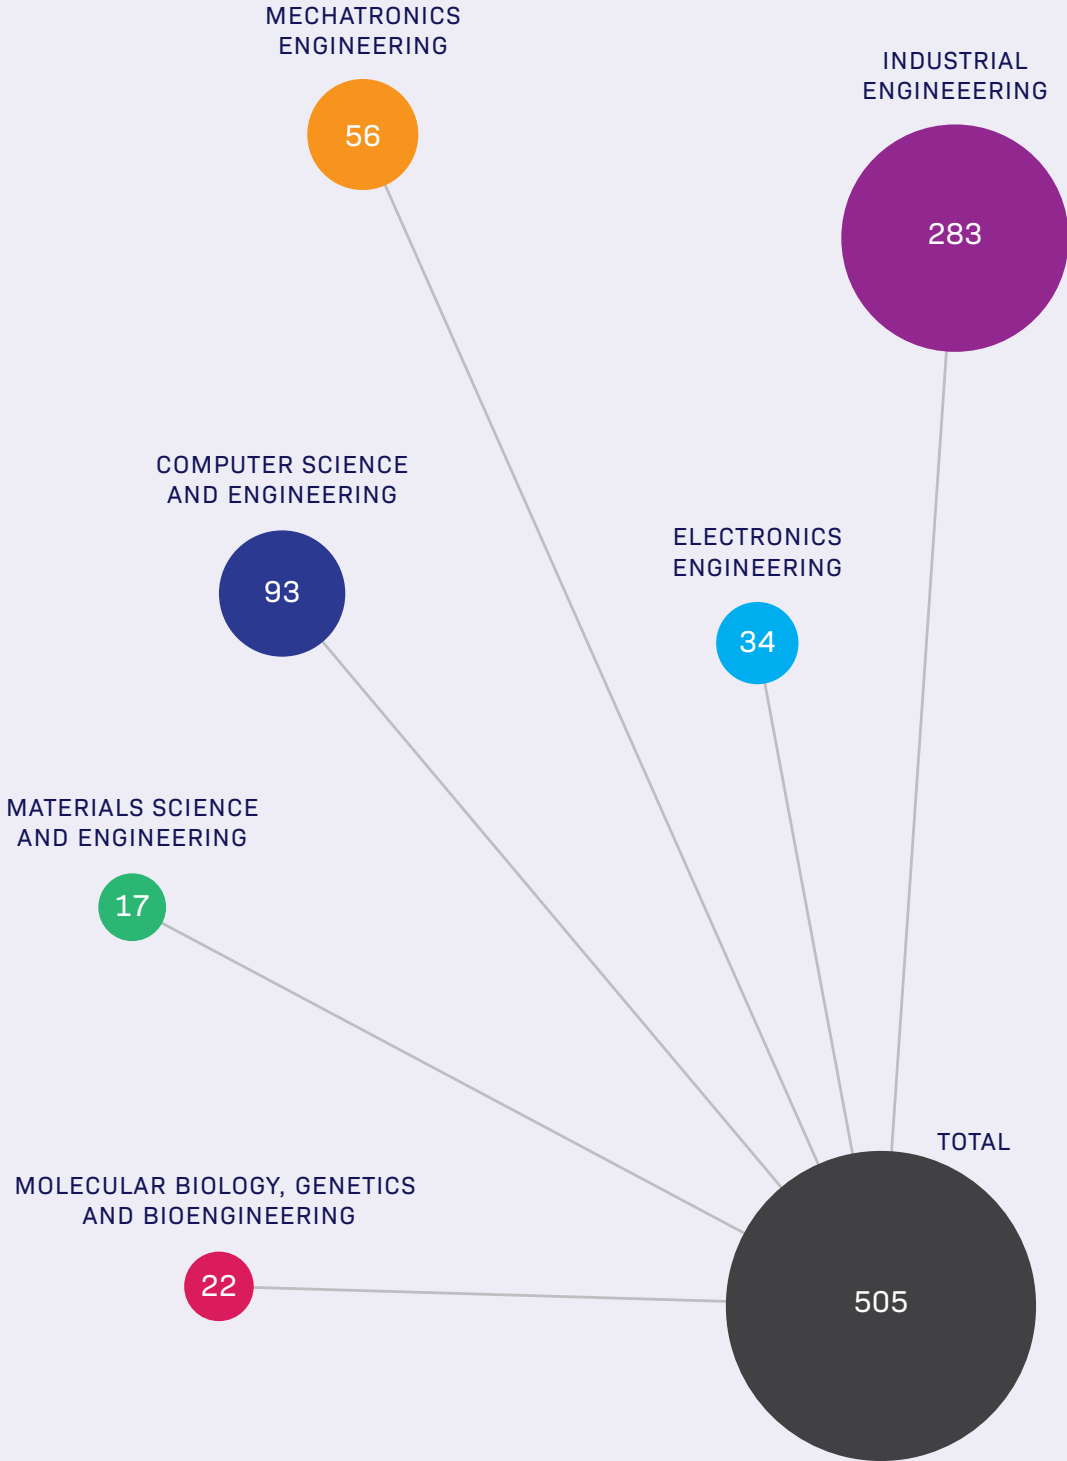 MECHATRONICS
ENGINEERING
56
INDUSTRIAL
ENGINEEERING
283
COMPUTER SCIENCE
AND ENGINEERING
93
ELECTRONICS
ENGINEERING
34
MATERIALS SCIENCE
AND ENGINEERING
17
TOTAL
505
MOLECULAR BIOLOGY, GENETICS
AND BIOENGINEERING
22